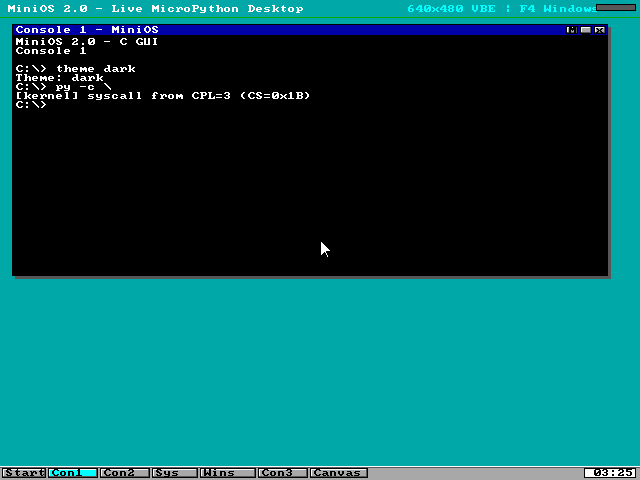 MiniOS 2.0 - Live MicroPython Desktop 640x480 VBE | F4 Windows
Console 1 - MiniOS M
MiniOS 2.0 - C GUI
Console 1
C:\> theme dark
Theme: dark
C:\> py -c \
[kernel] syscall from CPL=3 (CS=0x1B)
C:\>
Start Con1 Con2 Sys Wins Con3 Canvas 03:25